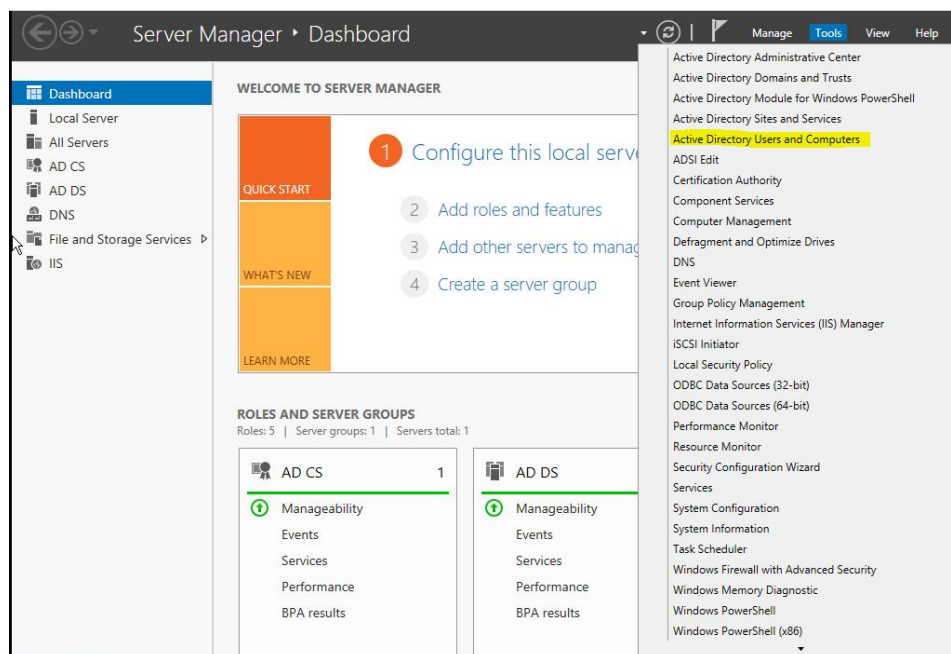 Server Manager ‣ Dashboard
Manage Tools View Help
Dashboard
Local Server
All Servers
AD CS
AD DS
DNS
File and Storage Services
IIS
WELCOME TO SERVER MANAGER
QUICK START
WHAT'S NEW
LEARN MORE
1 Configure this local serve
2 Add roles and features
3 Add other servers to manag
4 Create a server group
ROLES AND SERVER GROUPS
Roles: 5 | Server groups: 1 | Servers total: 1
AD CS 1
Manageability
Events
Services
Performance
BPA results
AD DS
Manageability
Events
Services
Performance
BPA results
Active Directory Administrative Center
Active Directory Domains and Trusts
Active Directory Module for Windows PowerShell
Active Directory Sites and Services
Active Directory Users and Computers
ADSI Edit
Certification Authority
Component Services
Computer Management
Defragment and Optimize Drives
DNS
Event Viewer
Group Policy Management
Internet Information Services (IIS) Manager
iSCSI Initiator
Local Security Policy
ODBC Data Sources (32-bit)
ODBC Data Sources (64-bit)
Performance Monitor
Resource Monitor
Security Configuration Wizard
Services
System Configuration
System Information
Task Scheduler
Windows Firewall with Advanced Security
Windows Memory Diagnostic
Windows PowerShell
Windows PowerShell (x86)